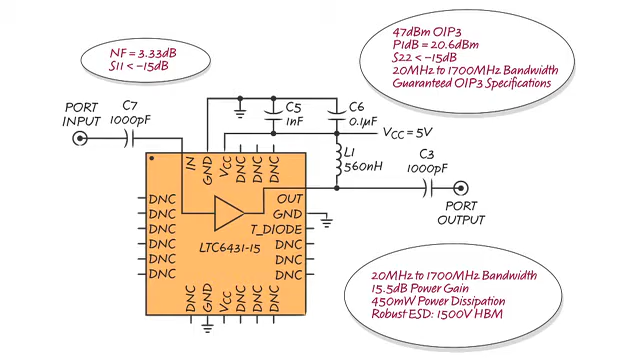 47dBm OIP3
P1dB = 20.6dBm
S22 < –15dB
20MHz to 1700MHz Bandwidth
Guaranteed OIP3 Specifications
NF = 3.33dB
S11 < –15dB
PORT
INPUT
C7
1000pF
C5
1nF
C6
0.1µF
VCC = 5V
L1
560nH
C3
1000pF
PORT
OUTPUT
IN
GND
VCC
DNC
DNC
DNC
DNC
DNC
DNC
DNC
DNC
DNC
OUT
GND
T_DIODE
DNC
DNC
DNC
LTC6431-15
DNC
GND
VCC
DNC
DNC
DNC
20MHz to 1700MHz Bandwidth
15.5dB Power Gain
450mW Power Dissipation
Robust ESD: 1500V HBM